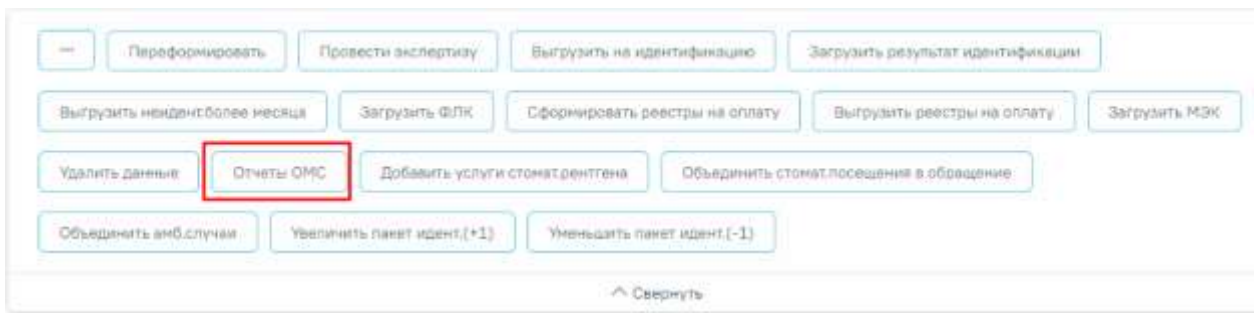 ··· Переформировать Провести экспертизу Выгрузить на идентификацию Загрузить результат идентификации
Выгрузить неидент.более месяца Загрузить ФЛК Сформировать реестры на оплату Выгрузить реестры на оплату Загрузить МЭК
Удалить данные Отчеты ОМС Добавить услуги стомат.рентгена Объединить стомат.посещения в обращение
Объединить амб.случаи Увеличить пакет идент.(+1) Уменьшить пакет идент.(-1)
Свернуть